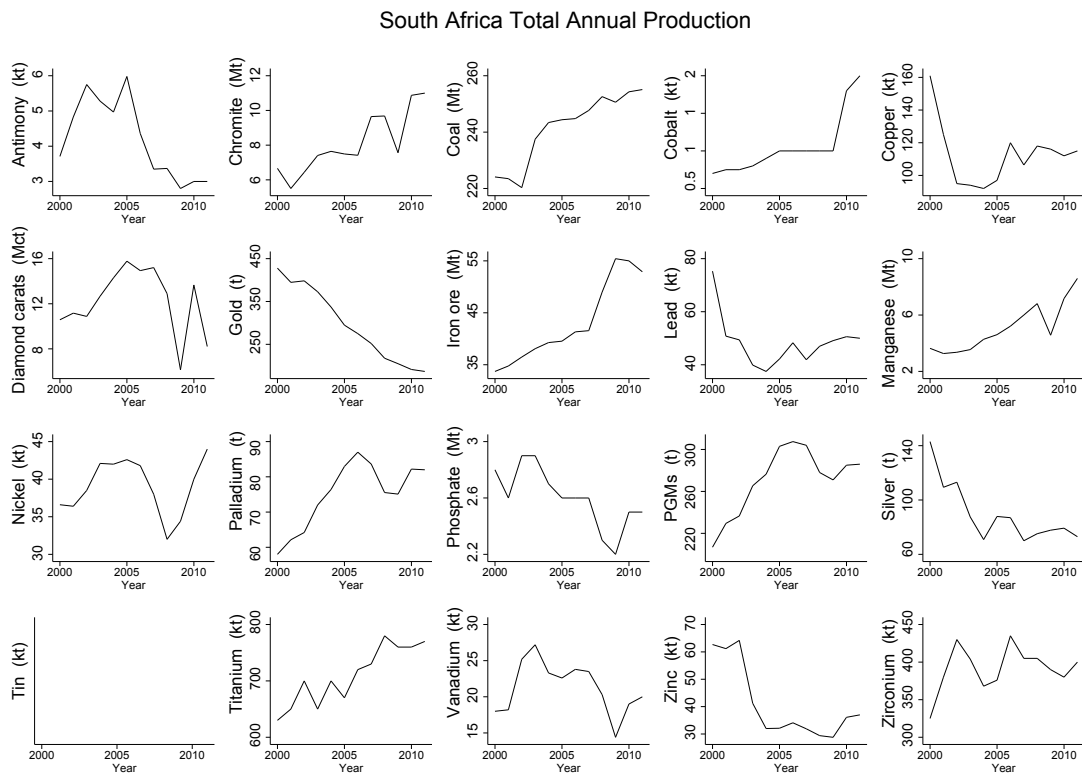 South Africa Total Annual Production
Antimony (kt)
3 4 5 6
2000 2005 2010
Year
Chromite (Mt)
6 8 10 12
2000 2005 2010
Year
Coal (Mt)
220 240 260
2000 2005 2010
Year
Cobalt (kt)
0.5 1 1 2
2000 2005 2010
Year
Copper (kt)
100 120 140 160
2000 2005 2010
Year
Diamond carats (Mct)
8 12 16
2000 2005 2010
Year
Gold (t)
250 350 450
2000 2005 2010
Year
Iron ore (Mt)
35 45 55
2000 2005 2010
Year
Lead (kt)
40 60 80
2000 2005 2010
Year
Manganese (Mt)
2 6 10
2000 2005 2010
Year
Nickel (kt)
30 35 40 45
2000 2005 2010
Year
Palladium (t)
60 70 80 90
2000 2005 2010
Year
Phosphate (Mt)
2.2 2.6 3
2000 2005 2010
Year
PGMs (t)
220 260 300
2000 2005 2010
Year
Silver (t)
60 100 140
2000 2005 2010
Year
Tin (kt)
2000 2005 2010
Year
Titanium (kt)
600 700 800
2000 2005 2010
Year
Vanadium (kt)
15 20 25 30
2000 2005 2010
Year
Zinc (kt)
30 40 50 60 70
2000 2005 2010
Year
Zirconium (kt)
300 350 400 450
2000 2005 2010
Year